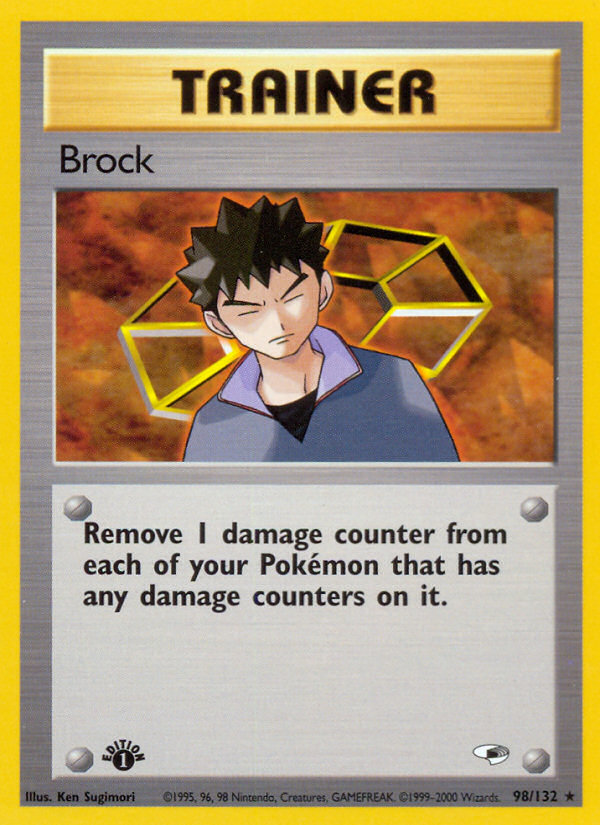 TRAINER
Brock
Remove 1 damage counter from
each of your Pokémon that has
any damage counters on it.
EDITION
1
Illus. Ken Sugimori ©1995, 96, 98 Nintendo, Creatures, GAMEFREAK. ©1999-2000 Wizards. 98/132 ★